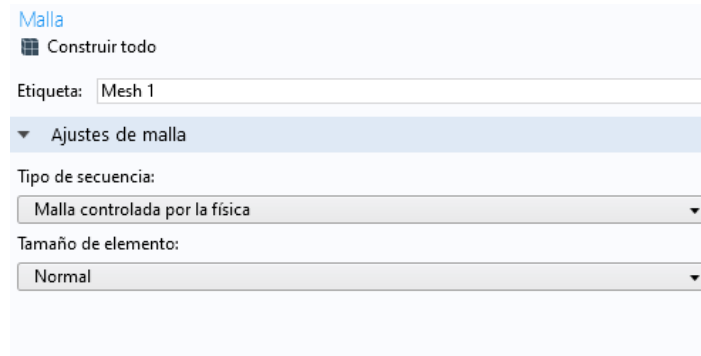 Malla
Construir todo
Etiqueta: Mesh 1
Ajustes de malla
Tipo de secuencia:
Malla controlada por la física
Tamaño de elemento:
Normal